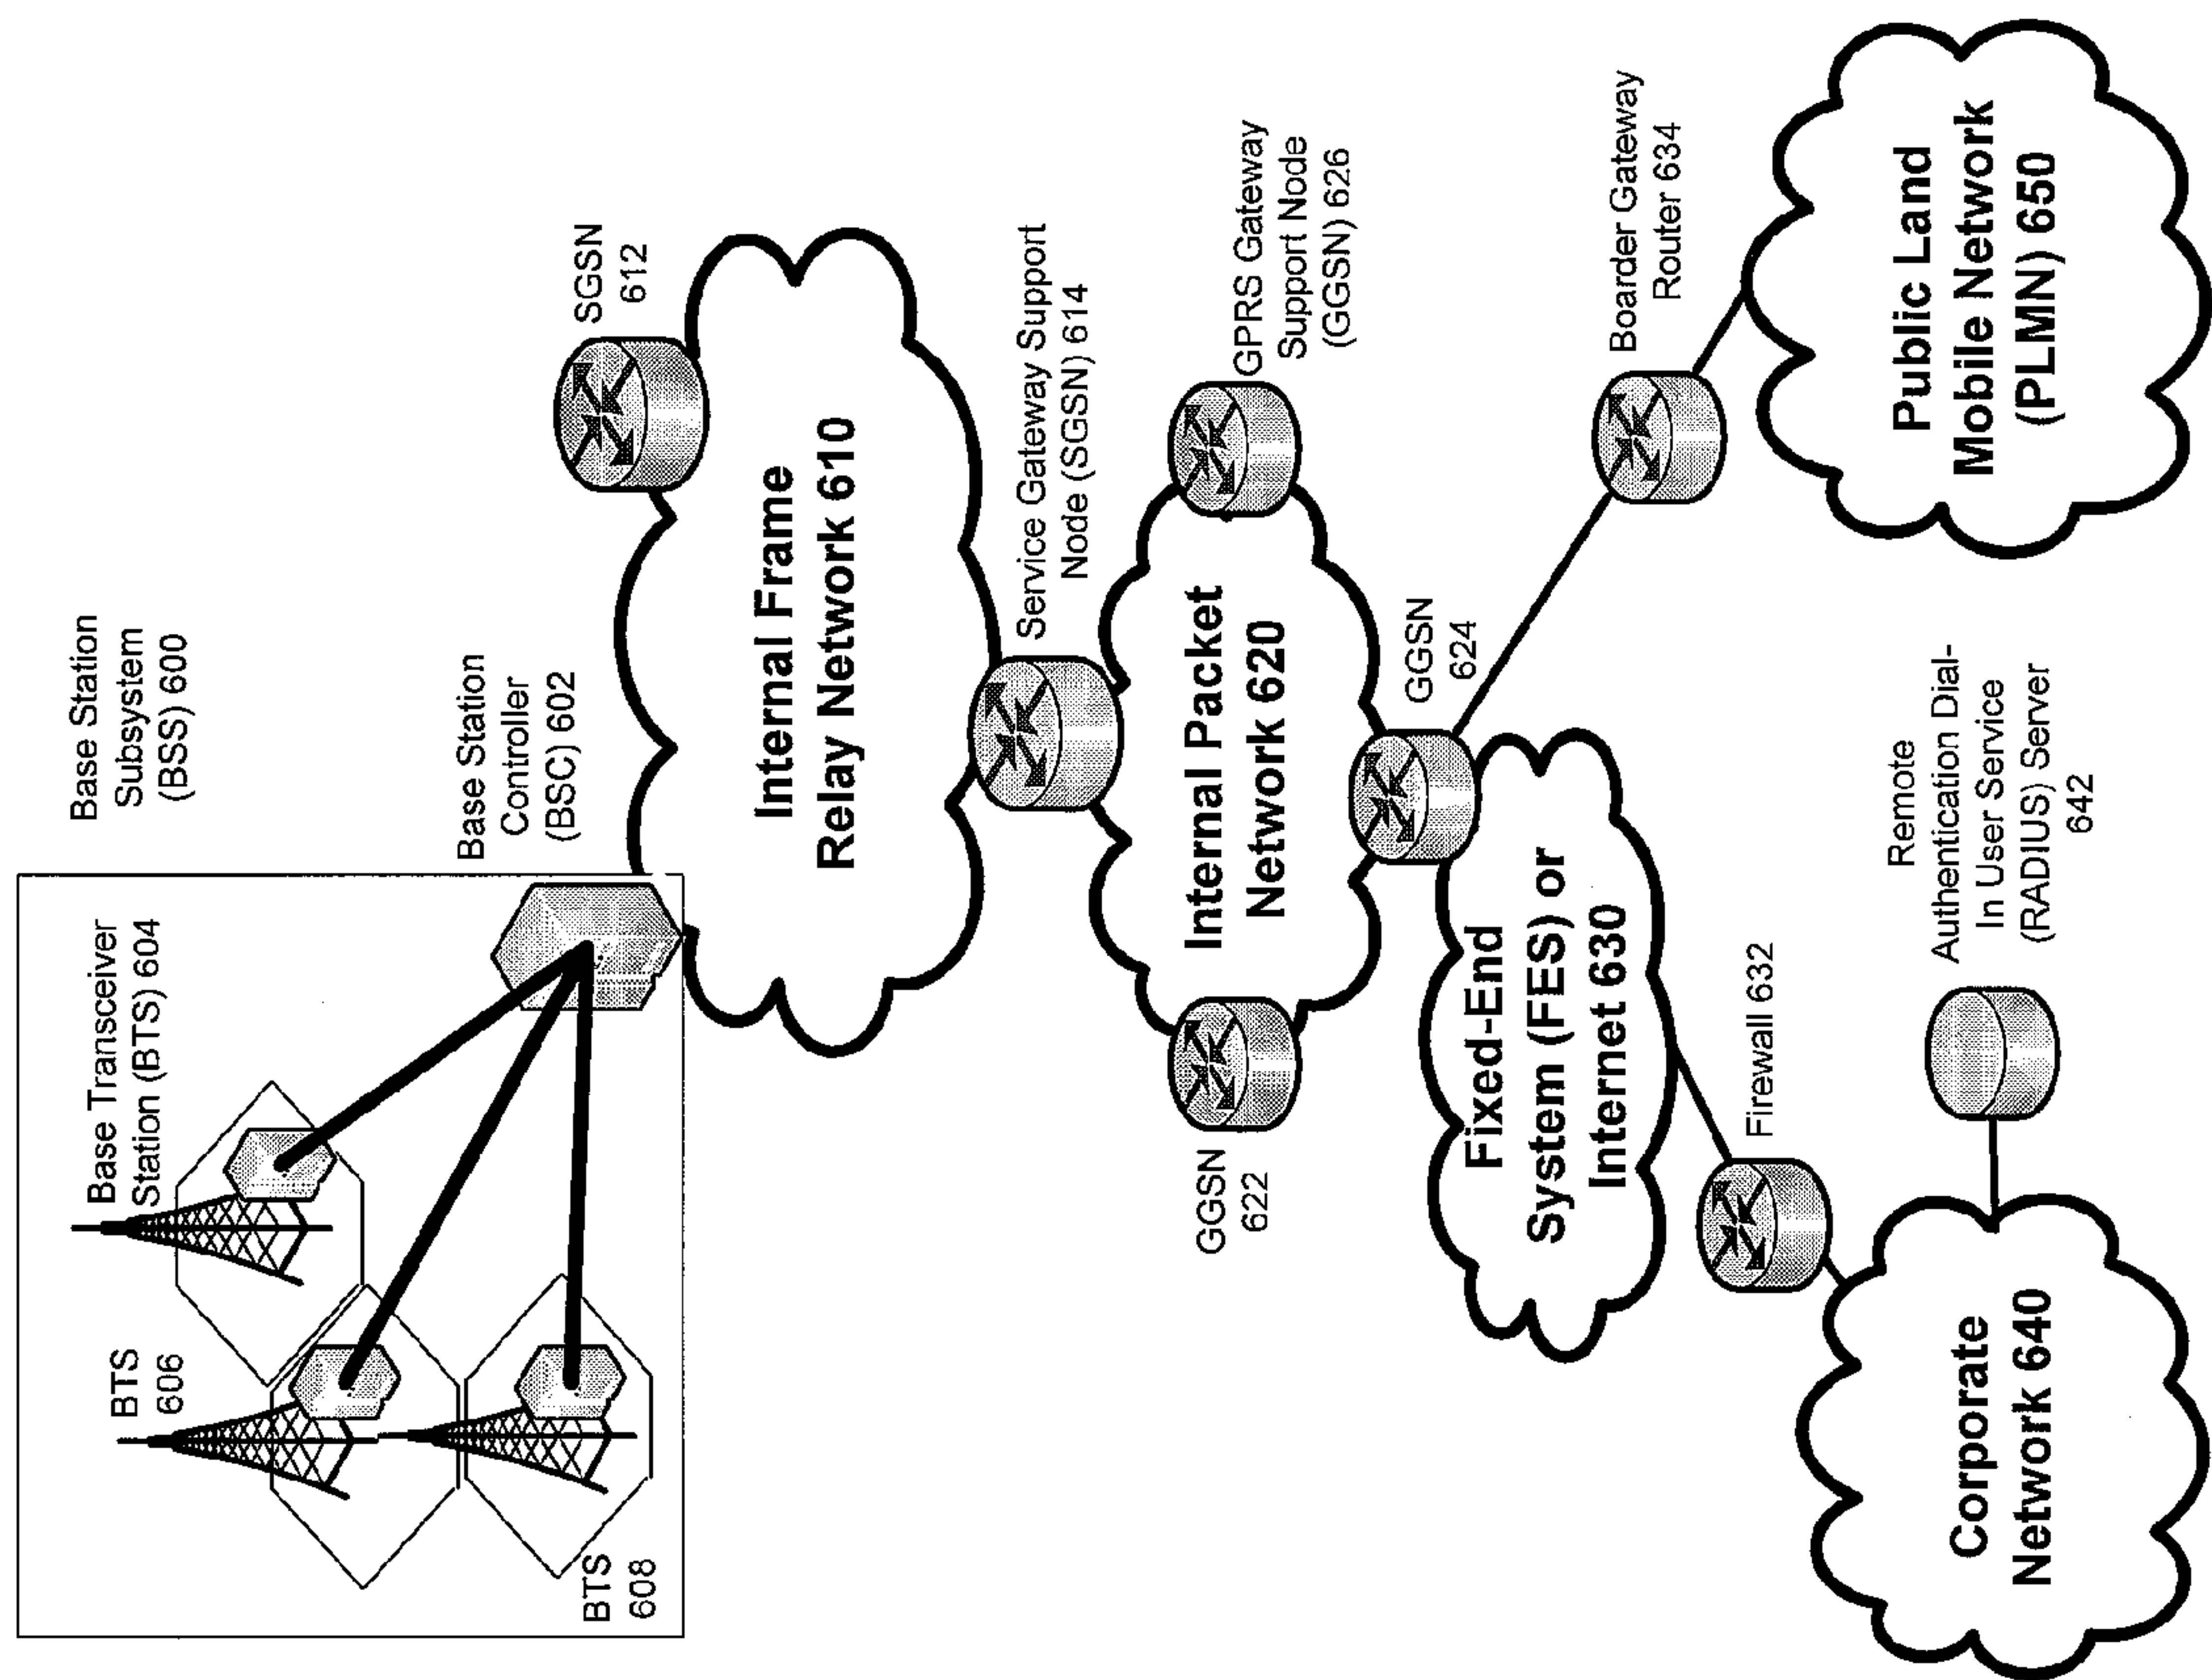 Base Station
Subsystem
(BSS) 600
Base Transceiver
Station (BTS) 604
BTS
606
BTS
608
Base Station
Controller
(BSC) 602
SGSN
612
Internal Frame
Relay Network 610
Service Gateway Support
Node (SGSN) 614
GPRS Gateway
Support Node
(GGSN) 626
Internal Packet
Network 620
GGSN
622
GGSN
624
Fixed-End
System (FES) or
Internet 630
Boarder Gateway
Router 634
Firewall 632
Remote
Authentication Dial-
In User Service
(RADIUS) Server
642
Public Land
Mobile Network
(PLMN) 650
Corporate
Network 640